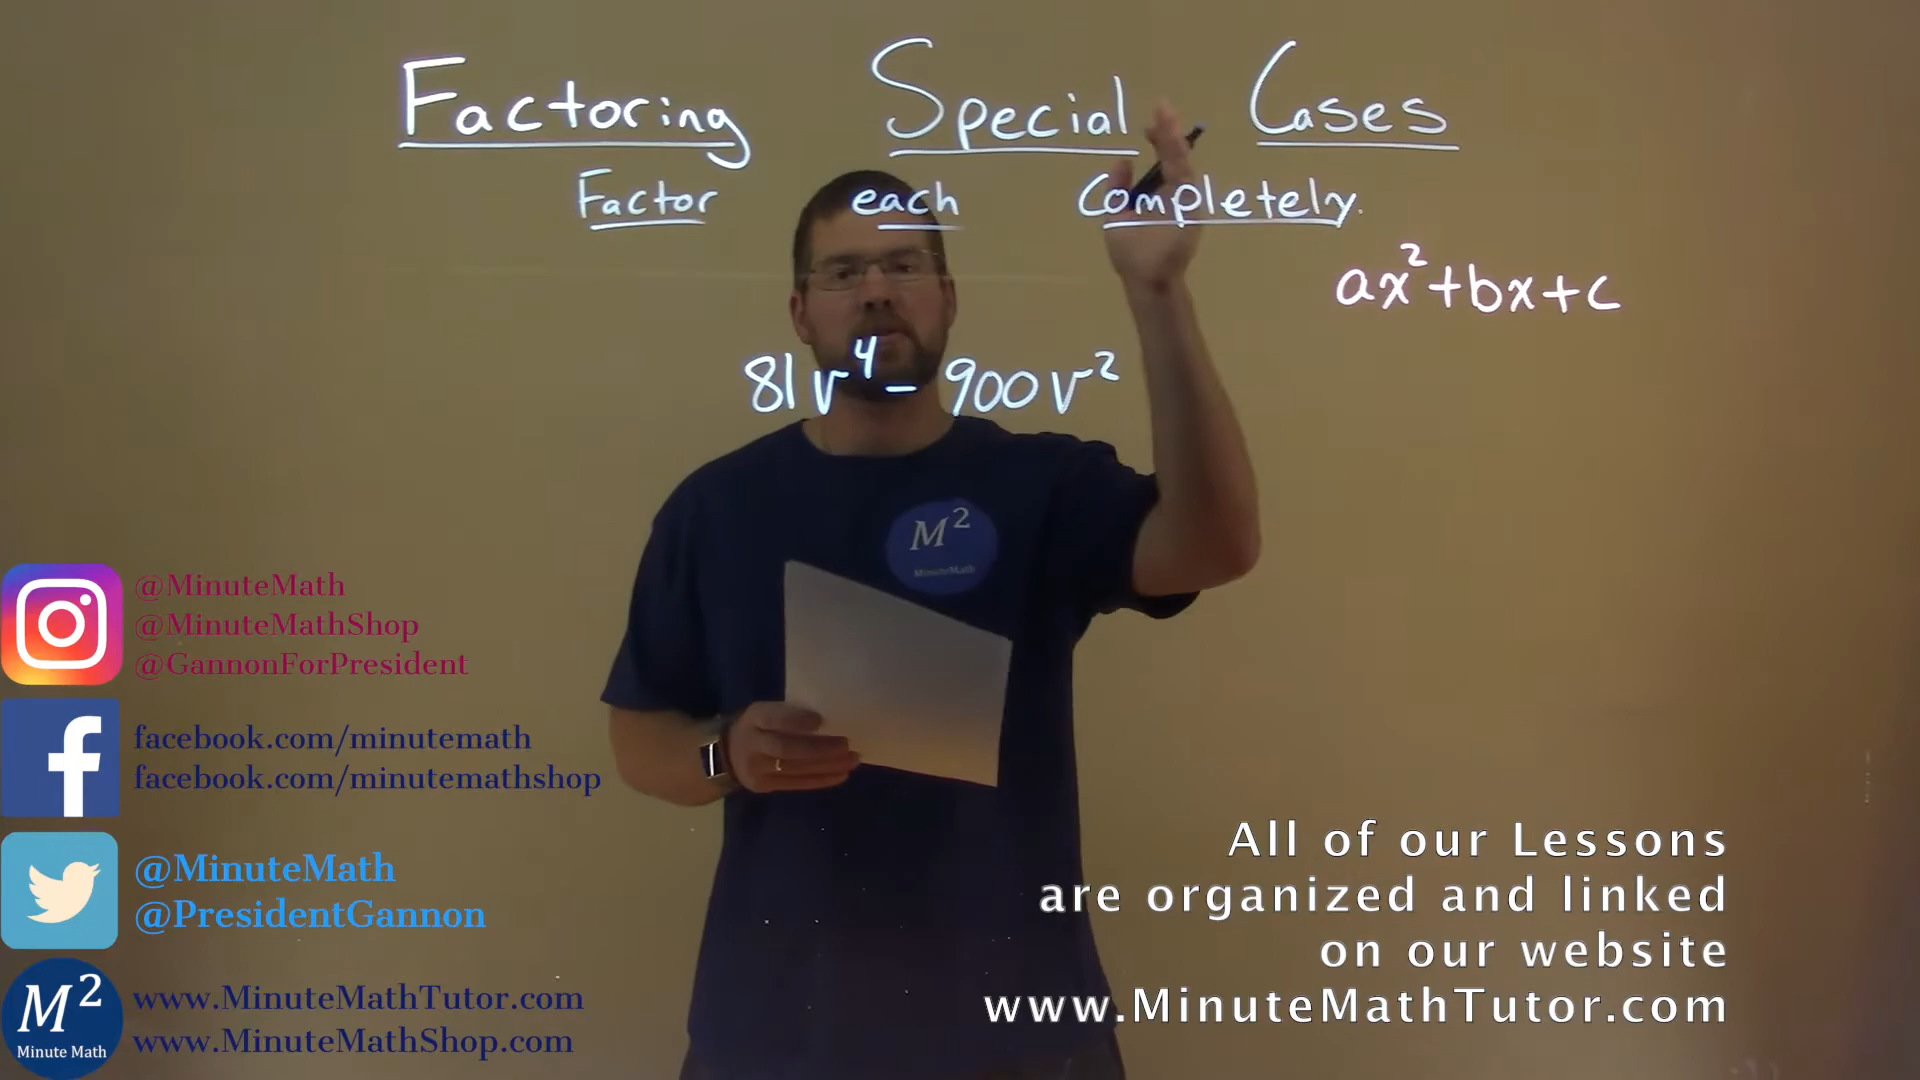 Factoring Special Cases
Factor each Completely.
ax²+bx+c
81v⁴ - 900v²
M²
MinuteMath
@MinuteMath
@MinuteMathShop
@GannonForPresident
facebook.com/minutemath
facebook.com/minutemathshop
@MinuteMath
@PresidentGannon
M²
Minute Math
www.MinuteMathTutor.com
www.MinuteMathShop.com
All of our Lessons
are organized and linked
on our website
www.MinuteMathTutor.com